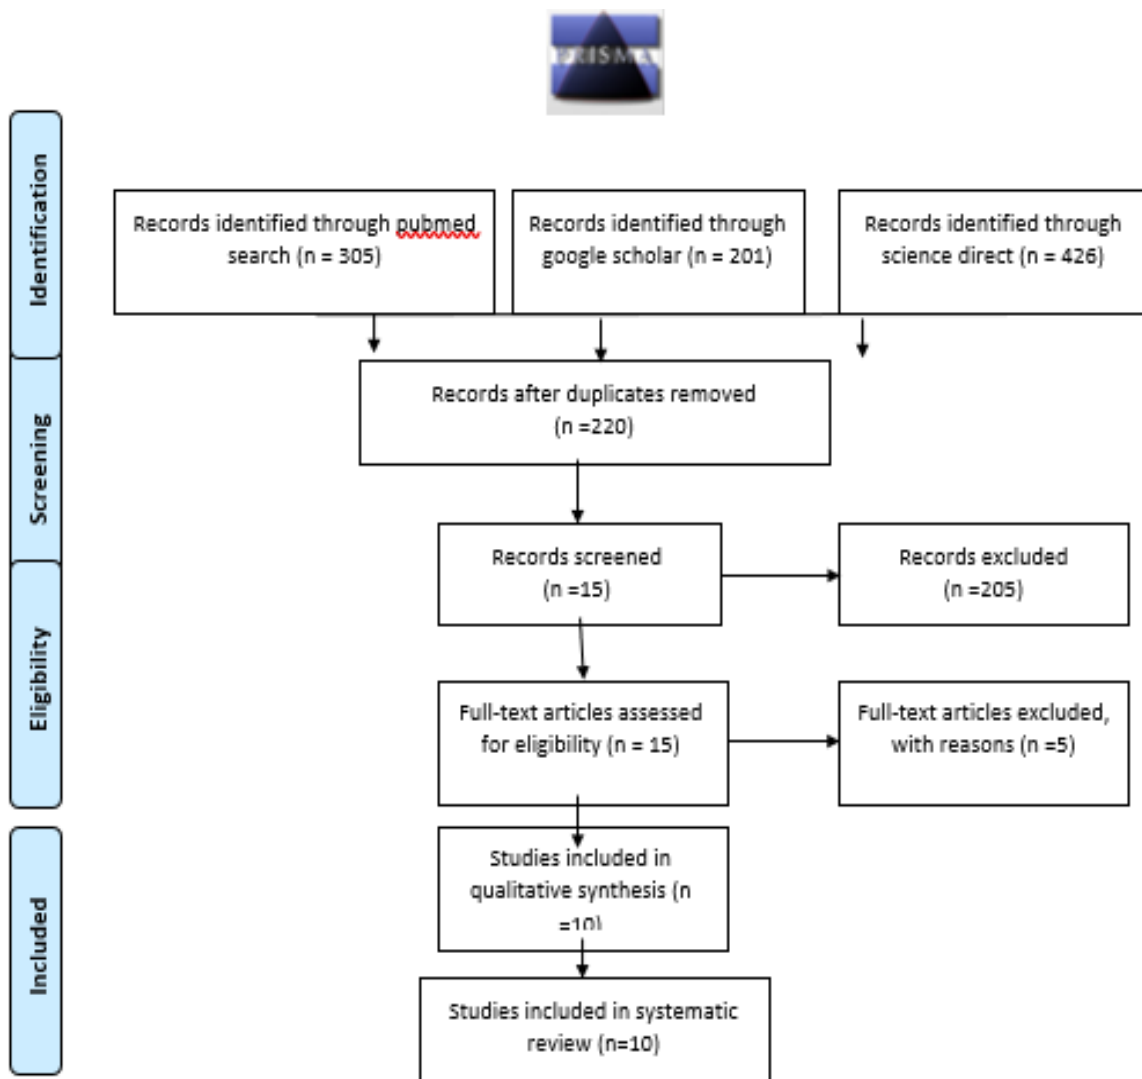 PRISMA
Identification
Records identified through pubmed
search (n = 305)
Records identified through
google scholar (n = 201)
Records identified through
science direct (n = 426)
Screening
Records after duplicates removed
(n =220)
Records screened
(n =15)
Records excluded
(n =205)
Eligibility
Full-text articles assessed
for eligibility (n = 15)
Full-text articles excluded,
with reasons (n =5)
Included
Studies included in
qualitative synthesis (n
=10)
Studies included in systematic
review (n=10)